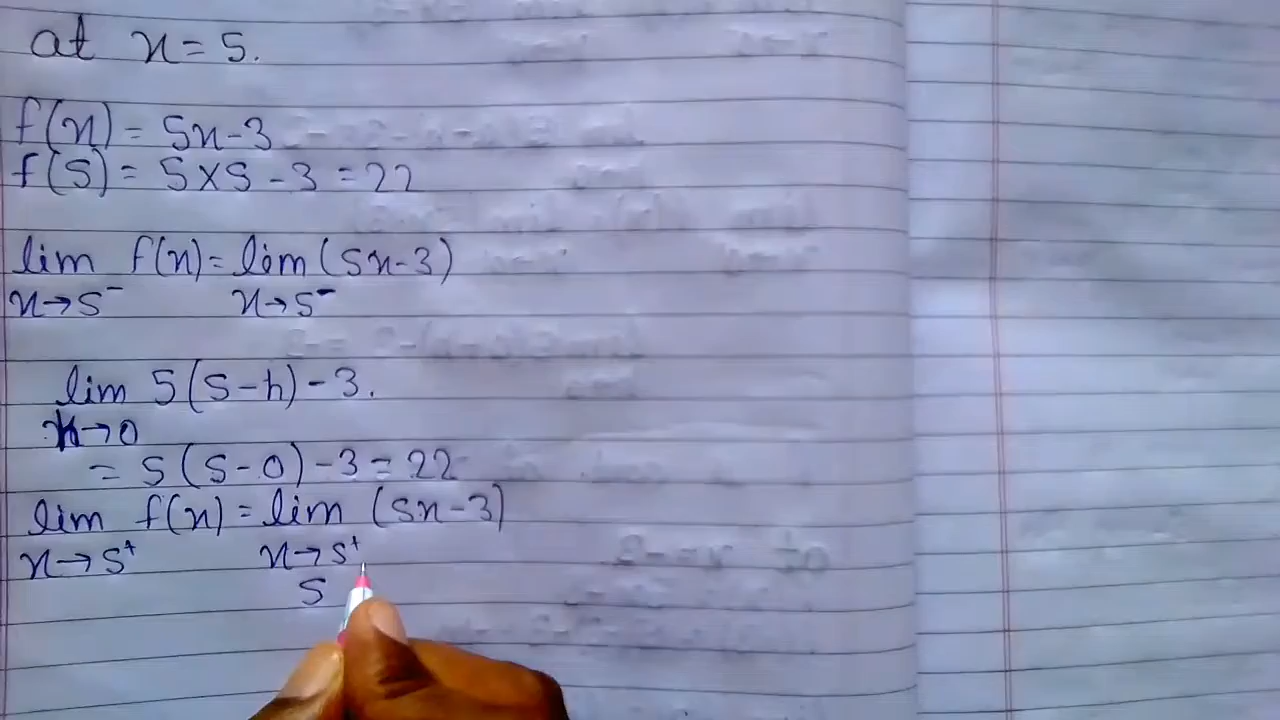 at x = 5.
f(x) = 5x-3
f(5) = 5×5 - 3 = 22
lim f(x) = lim (5x-3)
x→5⁻ x→5⁻
lim 5(5-h) - 3.
h→0
= 5(5-0) - 3 = 22
lim f(x) = lim (5x-3)
x→5⁺ x→5⁺
5